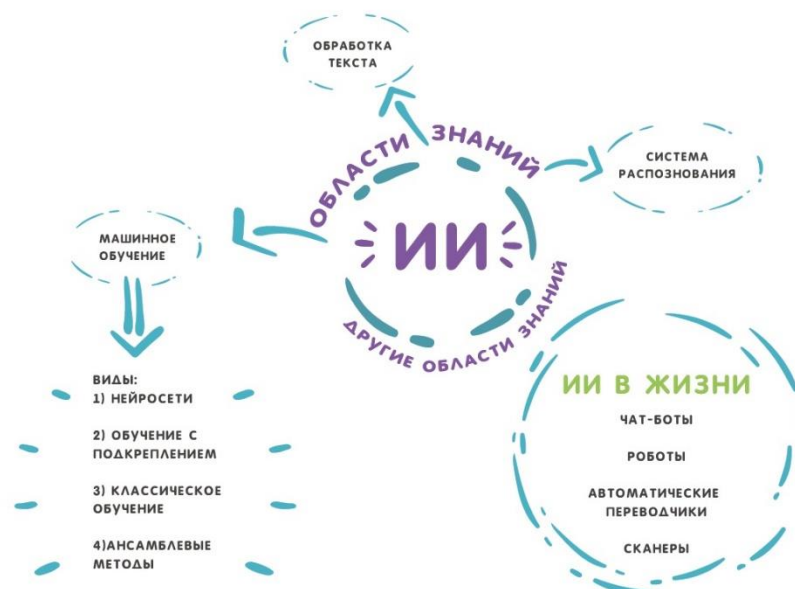 ОБРАБОТКА
ТЕКСТА
ОБЛАСТИ ЗНАНИЙ
СИСТЕМА
РАСПОЗНОВАНИЯ
МАШИННОЕ
ОБУЧЕНИЕ
ИИ
ДРУГИЕ ОБЛАСТИ ЗНАНИЙ
ВИДЫ:
1) НЕЙРОСЕТИ
2) ОБУЧЕНИЕ С
ПОДКРЕПЛЕНИЕМ
3) КЛАССИЧЕСКОЕ
ОБУЧЕНИЕ
4)АНСАМБЛЕВЫЕ
МЕТОДЫ
ИИ В ЖИЗНИ
ЧАТ-БОТЫ
РОБОТЫ
АВТОМАТИЧЕСКИЕ
ПЕРЕВОДЧИКИ
СКАНЕРЫ